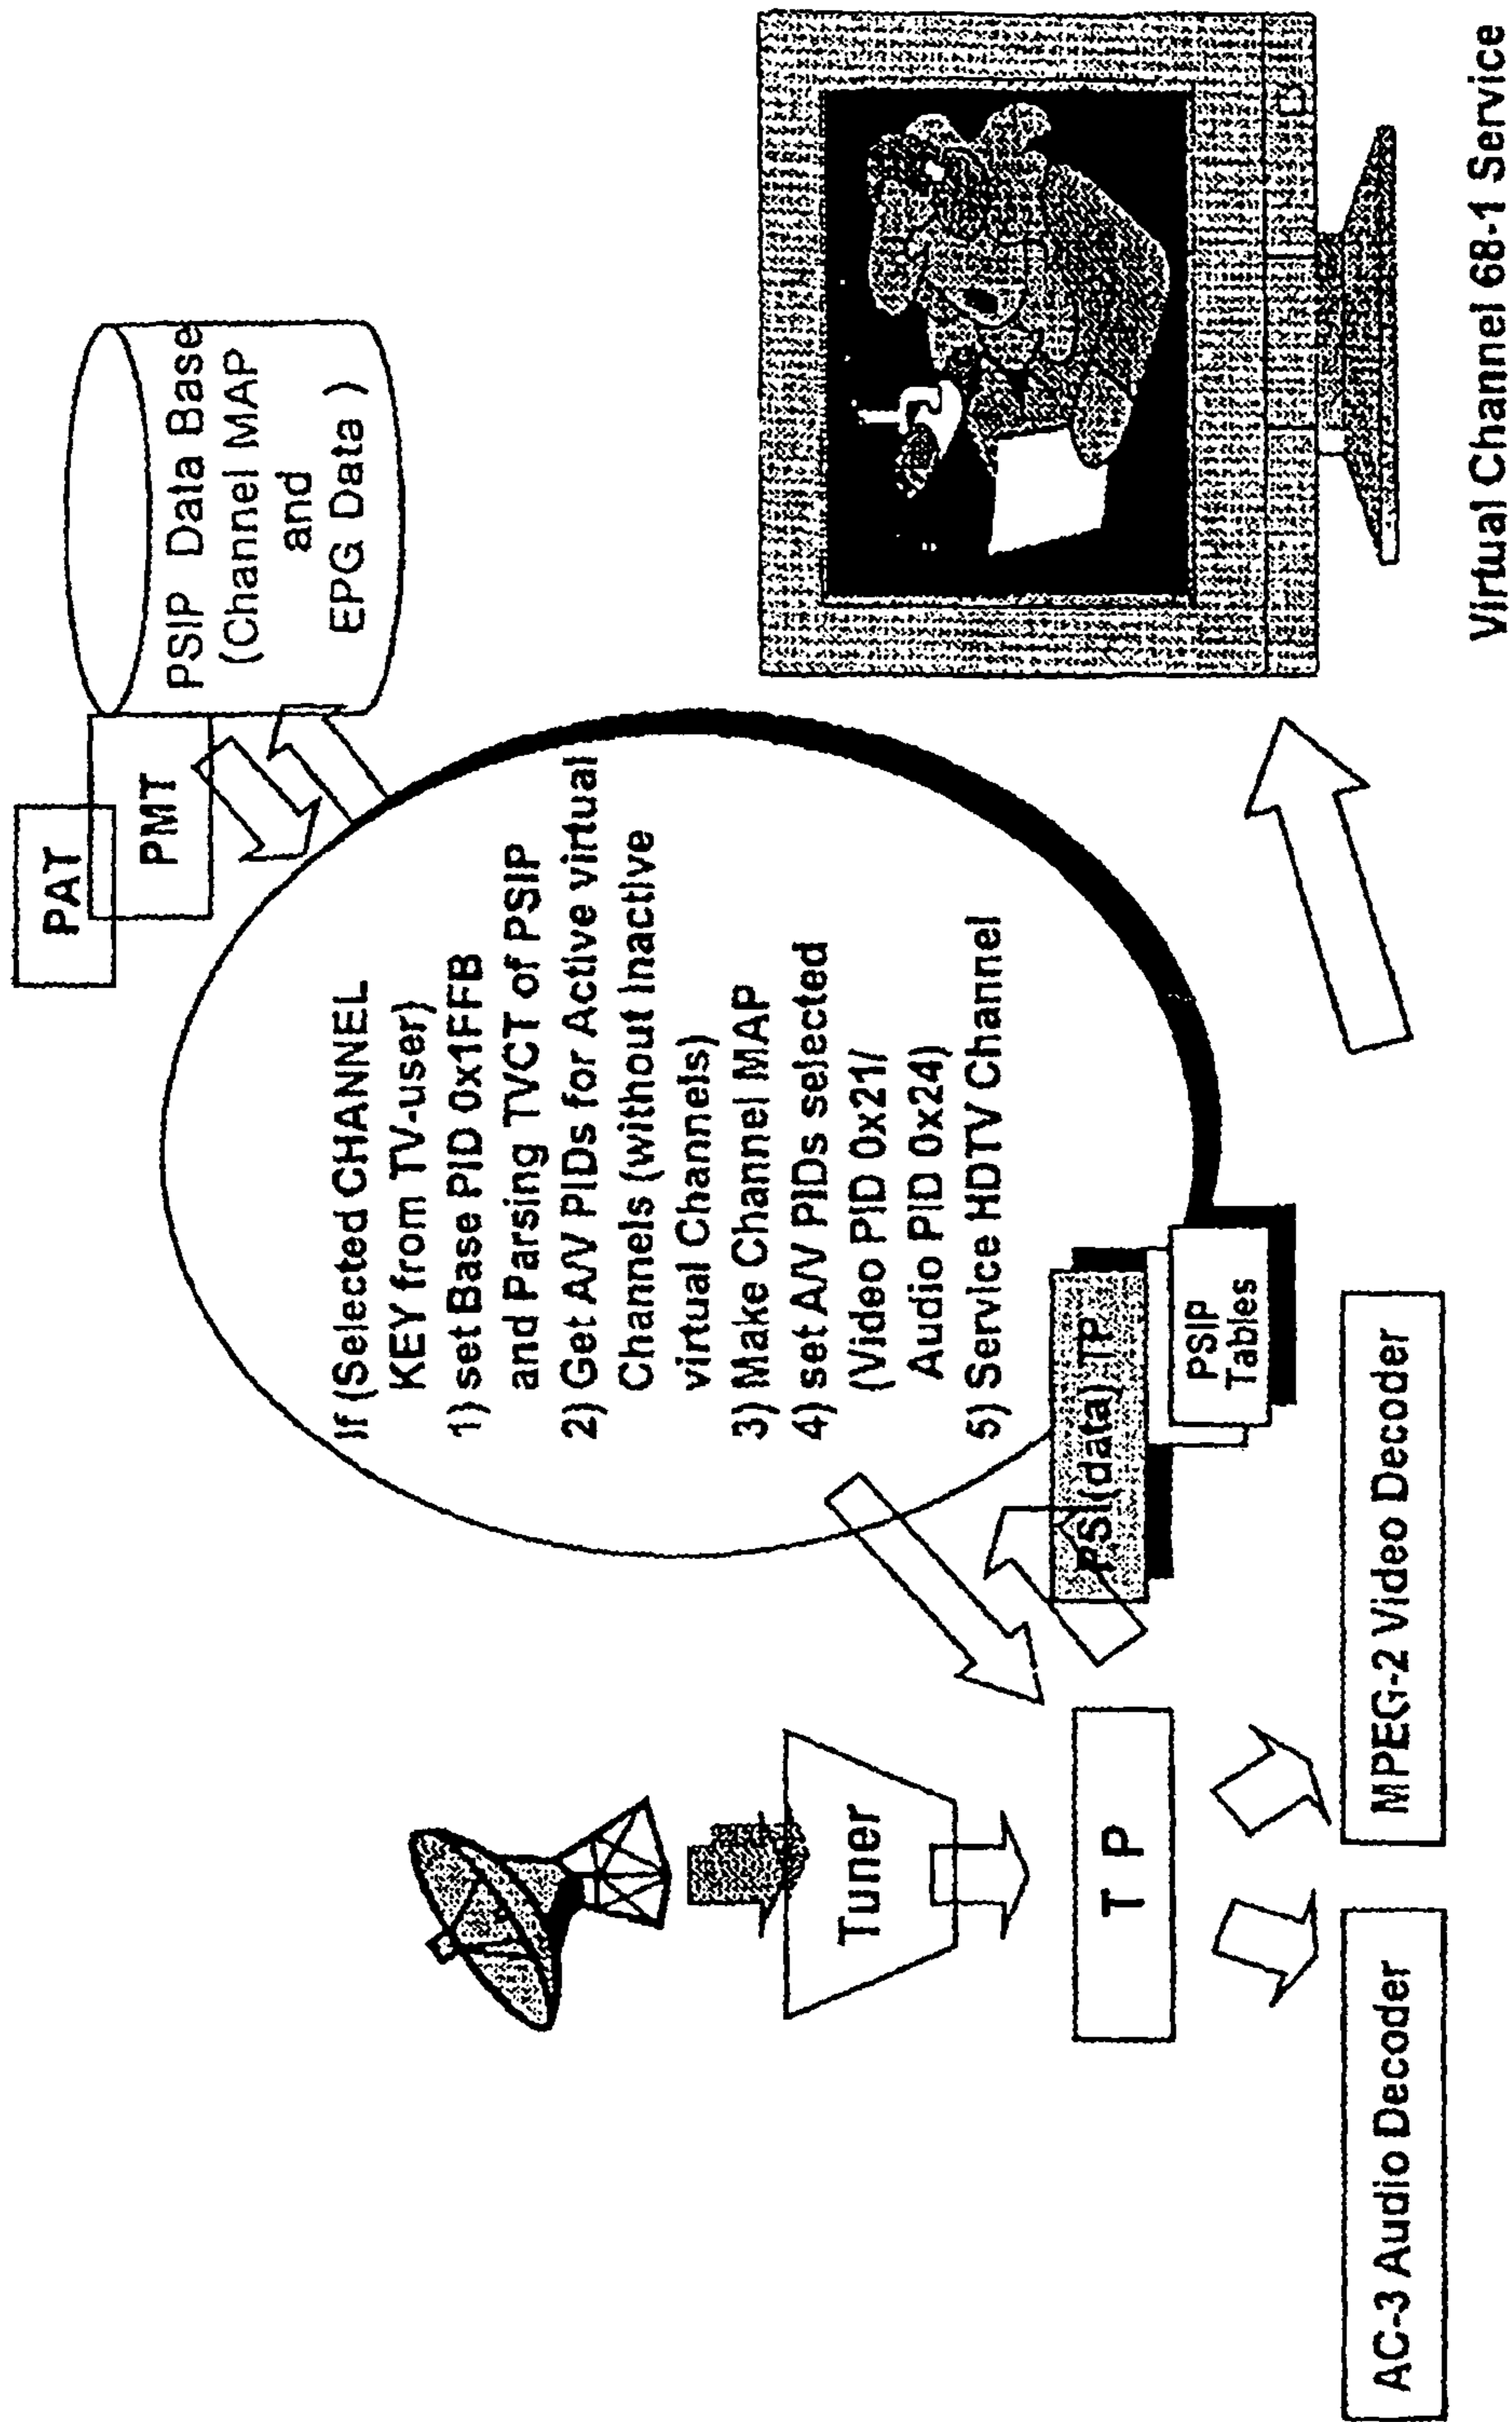 PAT
PMT
PSIP Data Base
(Channel MAP
and
EPG Data )
If (Selected CHANNEL
KEY from TV-user)
1) set Base PID 0x1FFB
and Parsing TVCT of PSIP
2) Get A/V PIDs for Active virtual
Channels (without Inactive
virtual Channels)
3) Make Channel MAP
4) set A/V PIDs selected
(Video PID 0x21/
Audio PID 0x24)
5) Service HDTV Channel
Tuner
T P
PSI(data) TP
PSIP
Tables
AC-3 Audio Decoder
MPEG-2 Video Decoder
Virtual Channel 68-1 Service